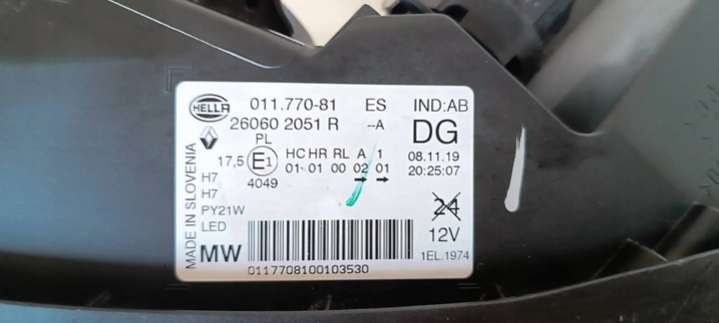 HELLA 011.770-81 ES IND:AB
26060 2051 R --A DG
PL
17,5 E1 HC HR RL A 1 08.11.19
01 01 00 02 01 20:25:07
4049
H7
H7
PY21W 24
LED 12V
MW 1EL.1974
0117708100103530
MADE IN SLOVENIA